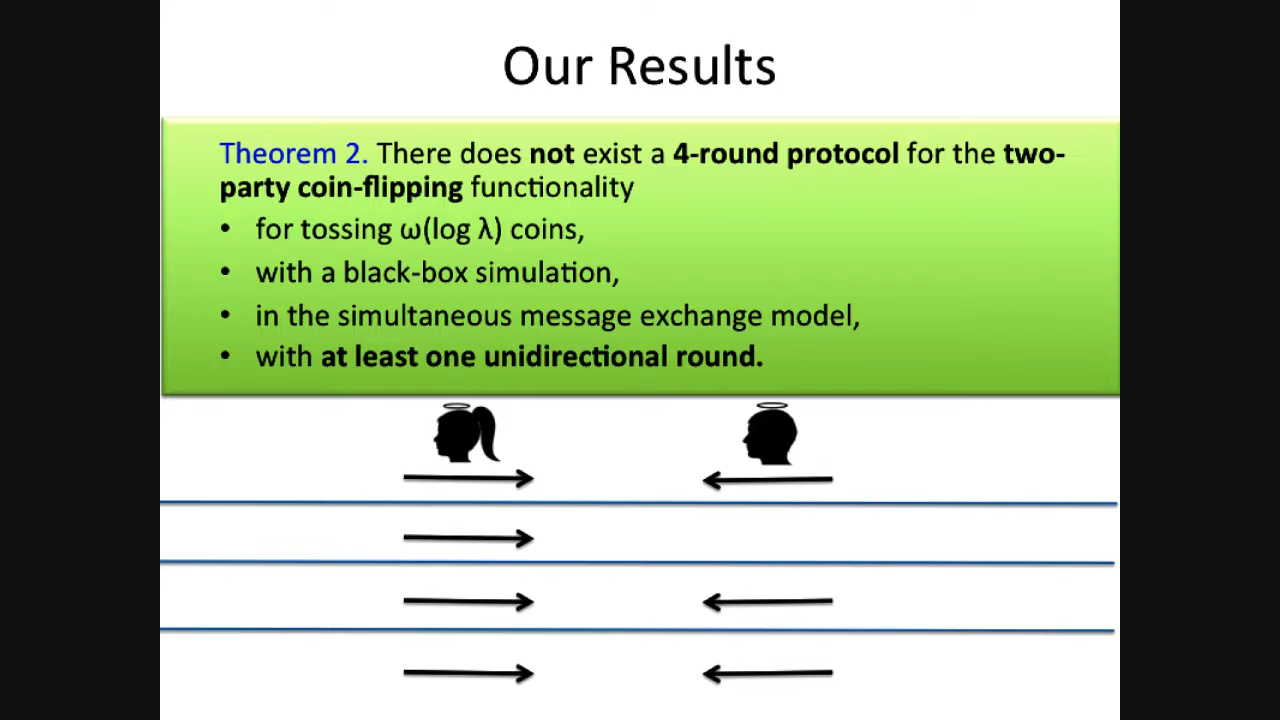 Our Results
Theorem 2. There does not exist a 4-round protocol for the two-
party coin-flipping functionality
• for tossing ω(log λ) coins,
• with a black-box simulation,
• in the simultaneous message exchange model,
• with at least one unidirectional round.